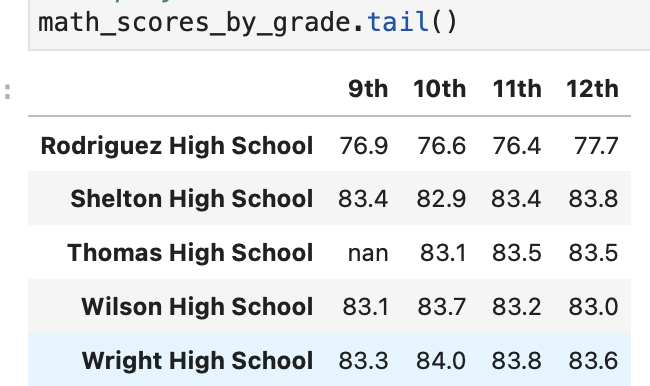 math_scores_by_grade.tail()
:
9th 10th 11th 12th
Rodriguez High School 76.9 76.6 76.4 77.7
Shelton High School 83.4 82.9 83.4 83.8
Thomas High School nan 83.1 83.5 83.5
Wilson High School 83.1 83.7 83.2 83.0
Wright High School 83.3 84.0 83.8 83.6